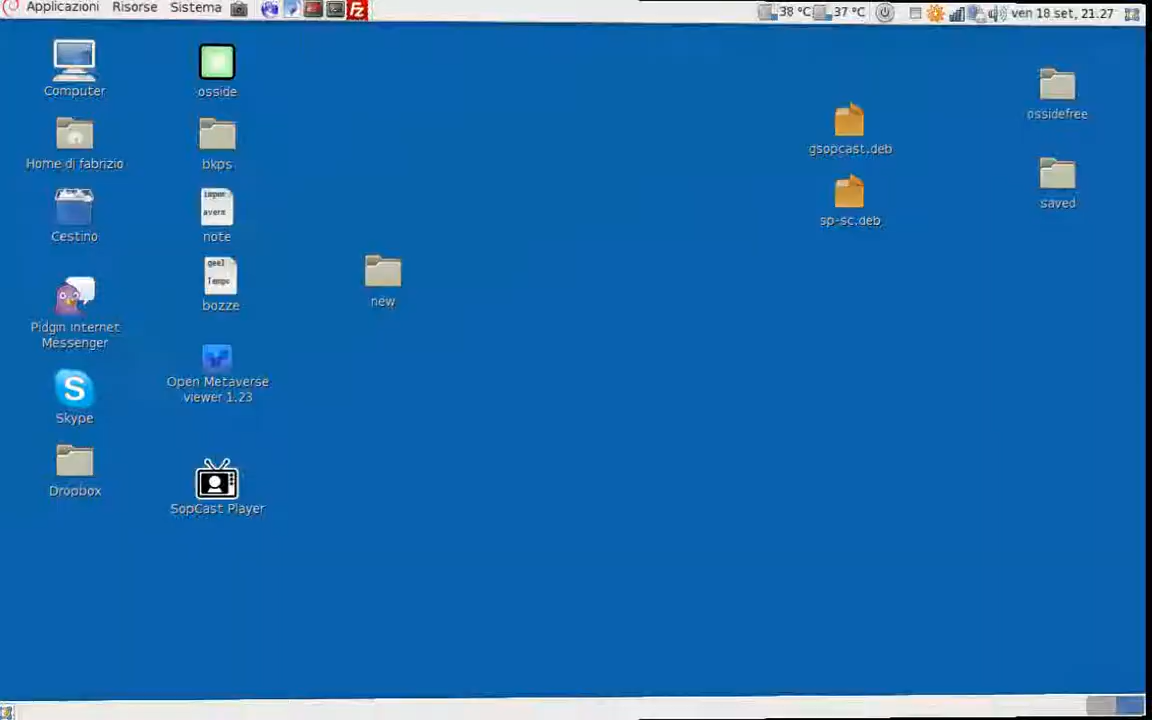 Applicazioni Risorse Sistema
38 °C 37 °C ven 18 set, 21.27
Computer
osside
ossidefree
gsopcast.deb
Home di fabrizio
bkps
saved
sp-sc.deb
Cestino
note
new
bozze
Pidgin Internet
Messenger
Open Metaverse
viewer 1.23
Skype
Dropbox
SopCast Player